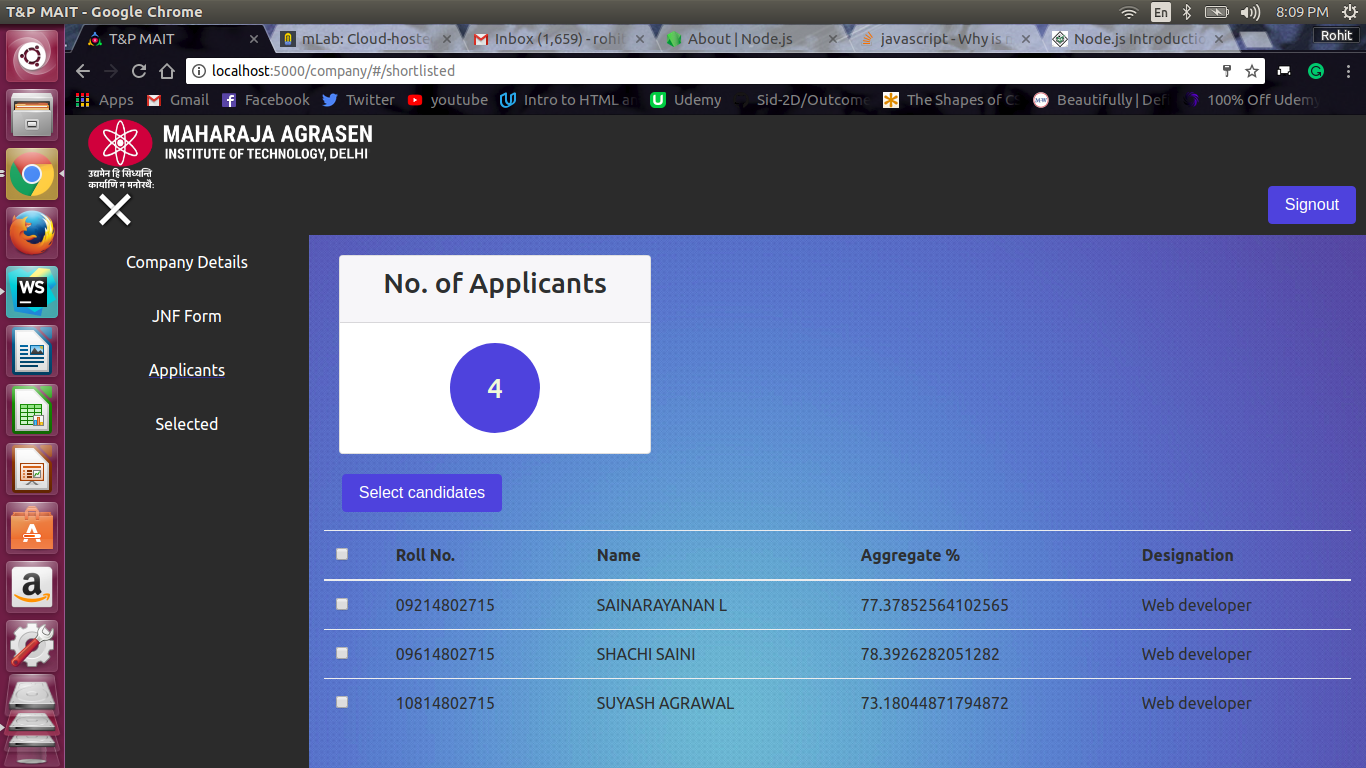 T&P MAIT - Google Chrome
En
8:09 PM
T&P MAIT
mLab: Cloud-hoste
Inbox (1,659) - rohit
About | Node.js
javascript - Why is
Node.js Introductio
Rohit
localhost:5000/company/#/shortlisted
Apps
Gmail
Facebook
Twitter
youtube
Intro to HTML an
Udemy
Sid-2D/Outcome
The Shapes of CS
Beautifully | Defi
100% Off Udemy
MAHARAJA AGRASEN
INSTITUTE OF TECHNOLOGY, DELHI
उद्यमेन हि सिध्यन्ति
कार्याणि न मनोरथैः
Signout
Company Details
JNF Form
Applicants
Selected
No. of Applicants
4
Select candidates
Roll No. Name Aggregate % Designation
09214802715 SAINARAYANAN L 77.37852564102565 Web developer
09614802715 SHACHI SAINI 78.3926282051282 Web developer
10814802715 SUYASH AGRAWAL 73.18044871794872 Web developer
WS